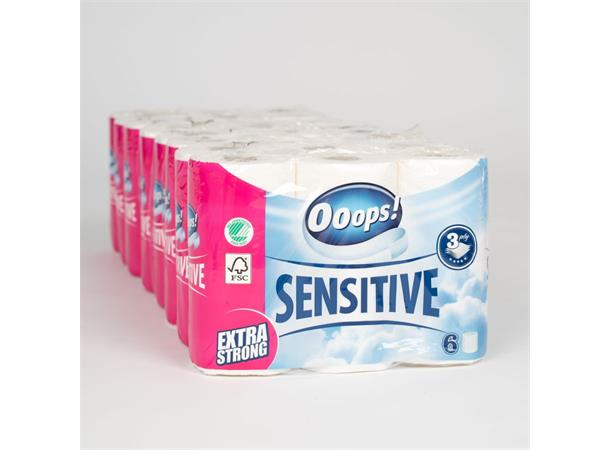 Ooops!
3 ply
SENSITIVE
FSC
EXTRA
STRONG
6